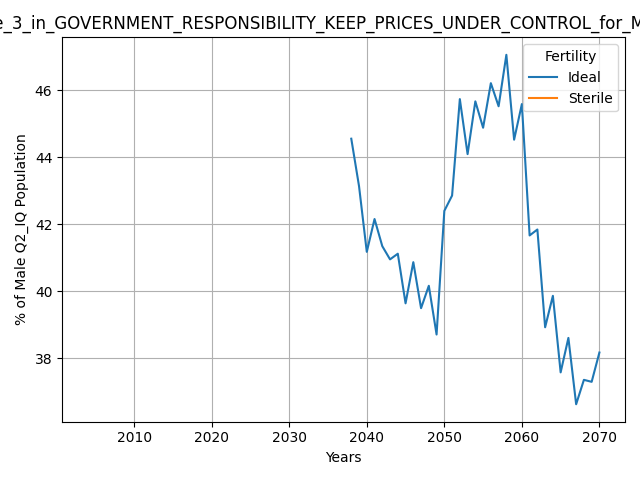 e_3_in_GOVERNMENT_RESPONSIBILITY_KEEP_PRICES_UNDER_CONTROL_for_M
Fertility
Ideal
Sterile
46
44
42
40
38
% of Male Q2_IQ Population
2010 2020 2030 2040 2050 2060 2070
Years